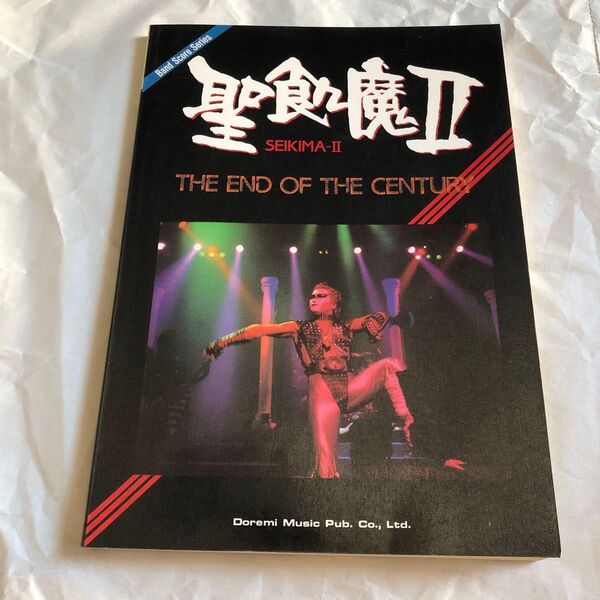 Band Score Series
聖飢魔II
SEIKIMA-II
THE END OF THE CENTURY
Doremi Music Pub. Co., Ltd.